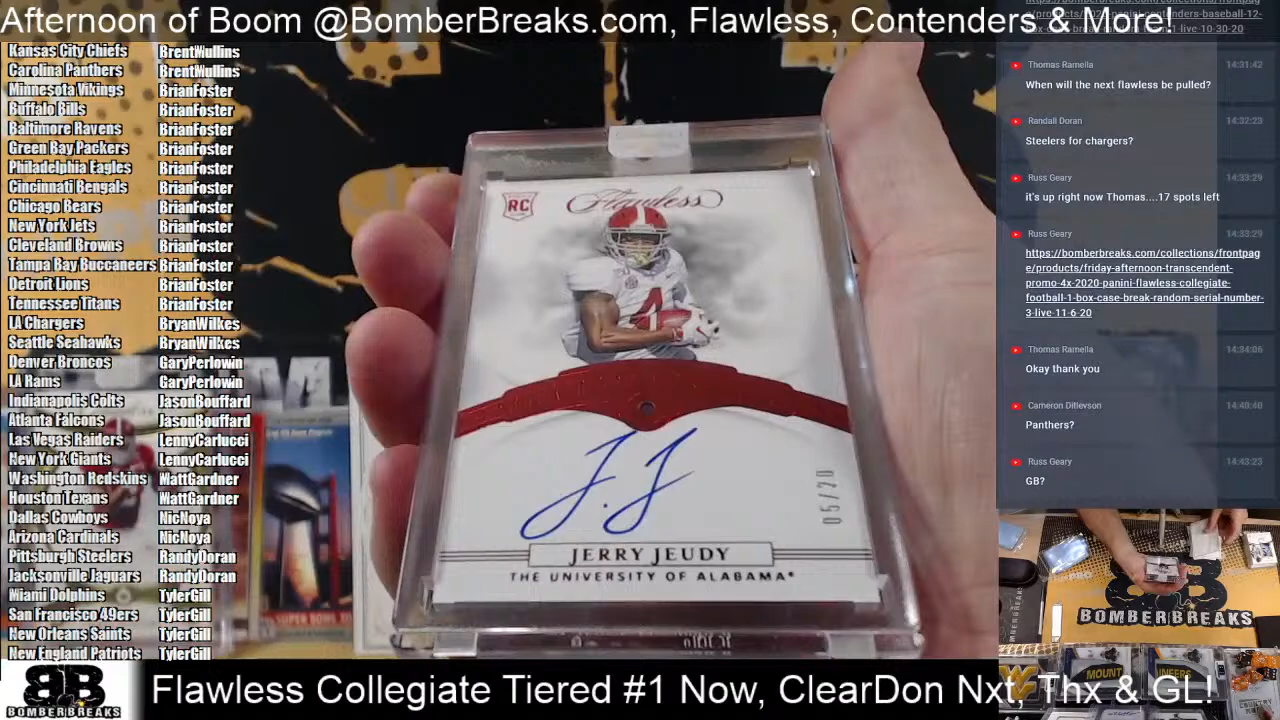 Afternoon of Boom @BomberBreaks.com, Flawless, Contenders & More!
Kansas City Chiefs BrentMullins
Carolina Panthers BrentMullins
Minnesota Vikings BrianFoster
Buffalo Bills BrianFoster
Baltimore Ravens BrianFoster
Green Bay Packers BrianFoster
Philadelphia Eagles BrianFoster
Cincinnati Bengals BrianFoster
Chicago Bears BrianFoster
New York Jets BrianFoster
Cleveland Browns BrianFoster
Tampa Bay Buccaneers BrianFoster
Detroit Lions BrianFoster
Tennessee Titans BrianFoster
LA Chargers BryanWilkes
Seattle Seahawks BryanWilkes
Denver Broncos GaryPerlowin
LA Rams GaryPerlowin
Indianapolis Colts JasonBouffard
Atlanta Falcons JasonBouffard
Las Vegas Raiders LennyCarlucci
New York Giants LennyCarlucci
Washington Redskins MattGardner
Houston Texans MattGardner
Dallas Cowboys NicNoya
Arizona Cardinals NicNoya
Pittsburgh Steelers RandyDoran
Jacksonville Jaguars RandyDoran
Miami Dolphins TylerGill
San Francisco 49ers TylerGill
New Orleans Saints TylerGill
New England Patriots TylerGill
RC Flawless
4
J.J
05/20
JERRY JEUDY
THE UNIVERSITY OF ALABAMA
SUPER BOWL
Thomas Ramella 14:31:42
When will the next flawless be pulled?
Randall Doran 14:32:23
Steelers for chargers?
Russ Geary 14:33:29
it's up right now Thomas....17 spots left
Russ Geary 14:33:29
https://bomberbreaks.com/collections/frontpag
e/products/friday-afternoon-transcendent-
promo-4x-2020-panini-flawless-collegiate-
football-1-box-case-break-random-serial-number-
3-live-11-6-20
Thomas Ramella 14:34:06
Okay thank you
Cameron Ditlevson 14:40:40
Panthers?
Russ Geary 14:43:23
GB?
BOMBERBREAKS
MOUNT
BB
BOMBERBREAKS
Flawless Collegiate Tiered #1 Now, ClearDon Nxt, Thx & GL!